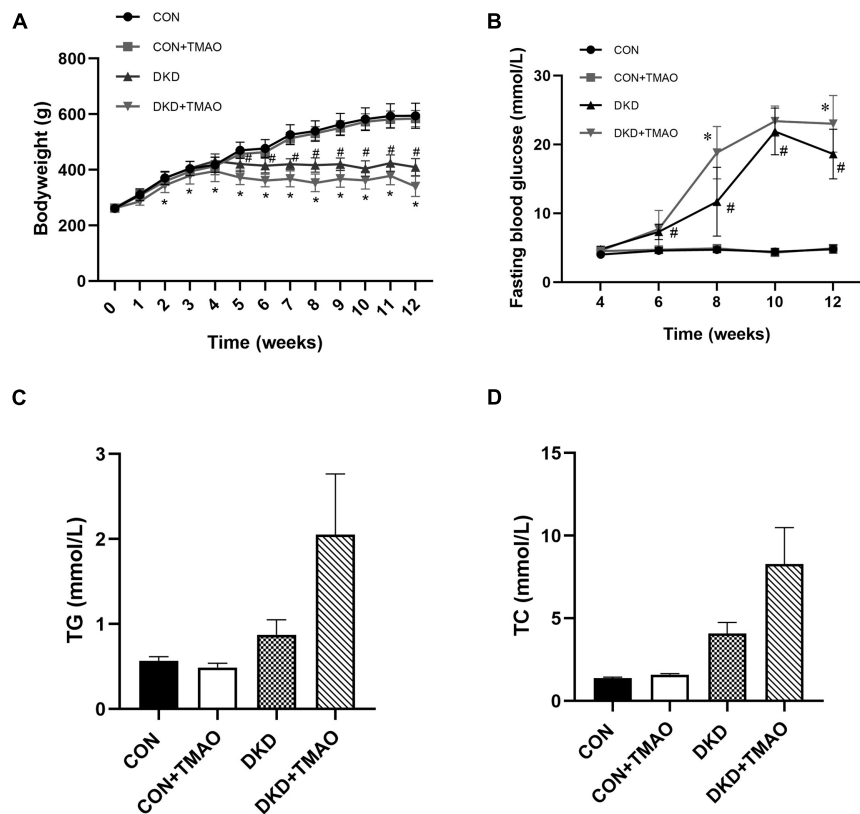 A
CON
CON+TMAO
DKD
DKD+TMAO
Bodyweight (g)
800
600
400
200
0
# # # # # # # #
* * * * * * * * * * *
0 1 2 3 4 5 6 7 8 9 10 11 12
Time (weeks)
B
CON
CON+TMAO
DKD
DKD+TMAO
Fasting blood glucose (mmol/L)
30
20
10
0
* *
# # # #
4 6 8 10 12
Time (weeks)
C
TG (mmol/L)
3
2
1
0
CON CON+TMAO DKD DKD+TMAO
D
TC (mmol/L)
15
10
5
0
CON CON+TMAO DKD DKD+TMAO